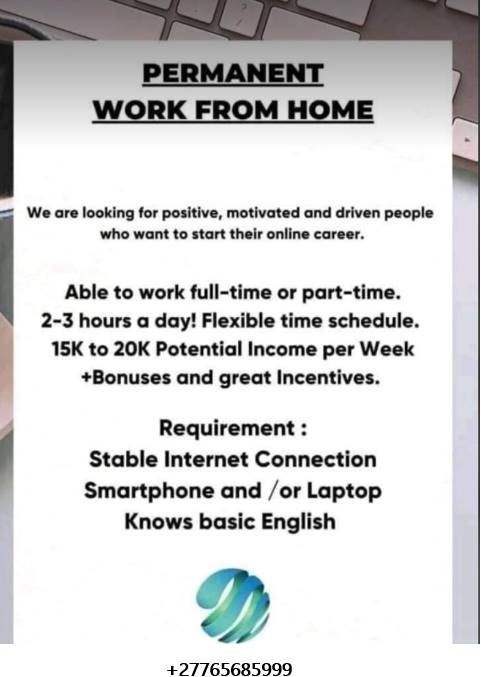 PERMANENT
WORK FROM HOME
We are looking for positive, motivated and driven people
who want to start their online career.
Able to work full-time or part-time.
2-3 hours a day! Flexible time schedule.
15K to 20K Potential Income per Week
+Bonuses and great Incentives.
Requirement :
Stable Internet Connection
Smartphone and /or Laptop
Knows basic English
+27765685999